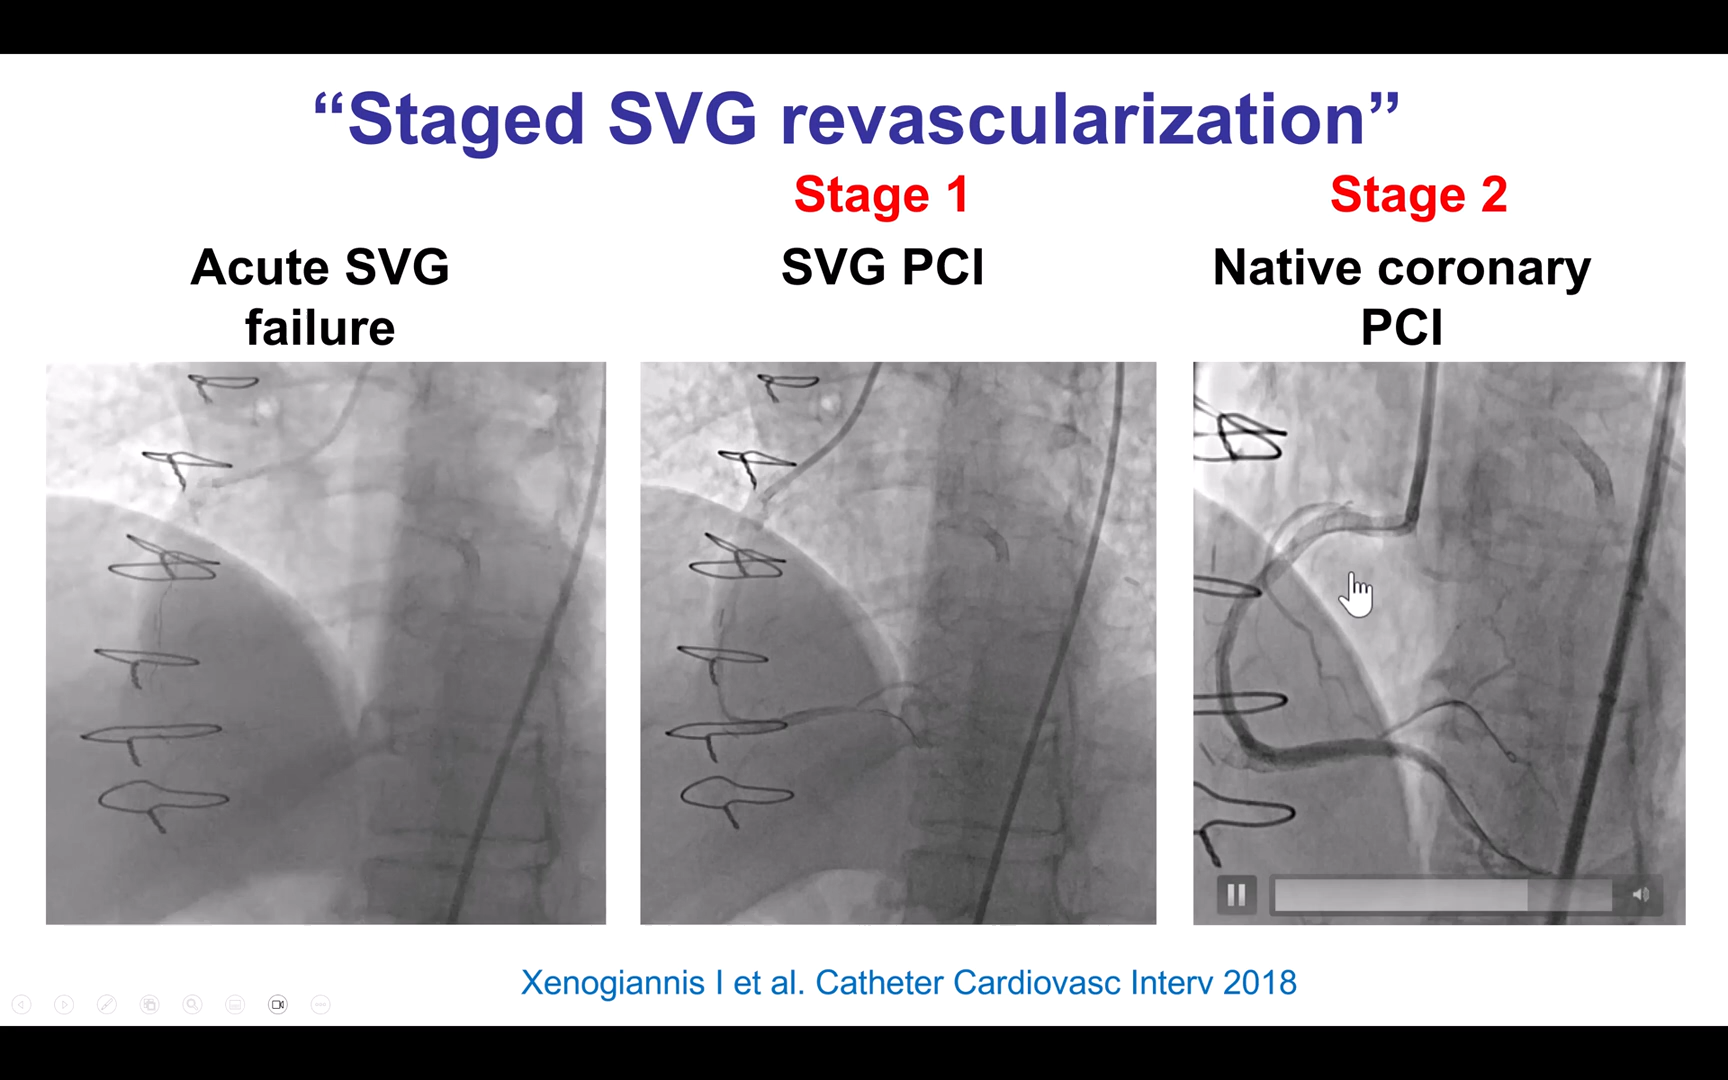 “Staged SVG revascularization”
Stage 1
Stage 2
Acute SVG
failure
SVG PCI
Native coronary
PCI
Xenogiannis I et al. Catheter Cardiovasc Interv 2018